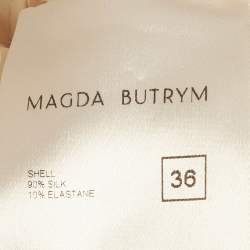 MAGDA BUTRYM
SHELL
90% SILK
10% ELASTANE
36